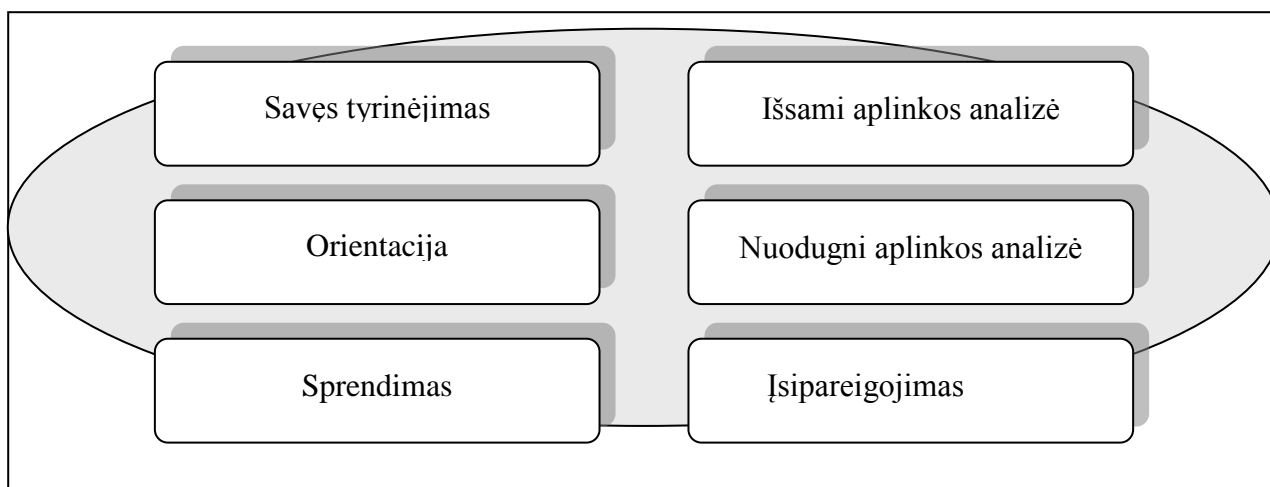 Savęs tyrinėjimas
Išsami aplinkos analizė
Orientacija
Nuodugni aplinkos analizė
Sprendimas
Įsipareigojimas